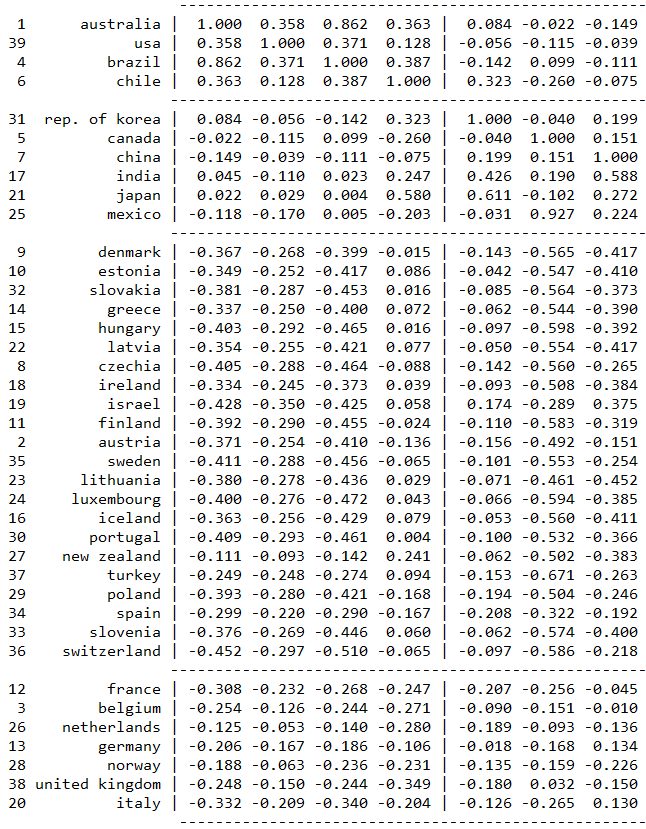 ---------------------------------------------------
1 australia | 1.000 0.358 0.862 0.363 | 0.084 -0.022 -0.149
39 usa | 0.358 1.000 0.371 0.128 | -0.056 -0.115 -0.039
4 brazil | 0.862 0.371 1.000 0.387 | -0.142 0.099 -0.111
6 chile | 0.363 0.128 0.387 1.000 | 0.323 -0.260 -0.075
---------------------------------------------------
31 rep. of korea | 0.084 -0.056 -0.142 0.323 | 1.000 -0.040 0.199
5 canada | -0.022 -0.115 0.099 -0.260 | -0.040 1.000 0.151
7 china | -0.149 -0.039 -0.111 -0.075 | 0.199 0.151 1.000
17 india | 0.045 -0.110 0.023 0.247 | 0.426 0.190 0.588
21 japan | 0.022 0.029 0.004 0.580 | 0.611 -0.102 0.272
25 mexico | -0.118 -0.170 0.005 -0.203 | -0.031 0.927 0.224
---------------------------------------------------
9 denmark | -0.367 -0.268 -0.399 -0.015 | -0.143 -0.565 -0.417
10 estonia | -0.349 -0.252 -0.417 0.086 | -0.042 -0.547 -0.410
32 slovakia | -0.381 -0.287 -0.453 0.016 | -0.085 -0.564 -0.373
14 greece | -0.337 -0.250 -0.400 0.072 | -0.062 -0.544 -0.390
15 hungary | -0.403 -0.292 -0.465 0.016 | -0.097 -0.598 -0.392
22 latvia | -0.354 -0.255 -0.421 0.077 | -0.050 -0.554 -0.417
8 czechia | -0.405 -0.288 -0.464 -0.088 | -0.142 -0.560 -0.265
18 ireland | -0.334 -0.245 -0.373 0.039 | -0.093 -0.508 -0.384
19 israel | -0.428 -0.350 -0.425 0.058 | 0.174 -0.289 0.375
11 finland | -0.392 -0.290 -0.455 -0.024 | -0.110 -0.583 -0.319
2 austria | -0.371 -0.254 -0.410 -0.136 | -0.156 -0.492 -0.151
35 sweden | -0.411 -0.288 -0.456 -0.065 | -0.101 -0.553 -0.254
23 lithuania | -0.380 -0.278 -0.436 0.029 | -0.071 -0.461 -0.452
24 luxembourg | -0.400 -0.276 -0.472 0.043 | -0.066 -0.594 -0.385
16 iceland | -0.363 -0.256 -0.429 0.079 | -0.053 -0.560 -0.411
30 portugal | -0.409 -0.293 -0.461 0.004 | -0.100 -0.532 -0.366
27 new zealand | -0.111 -0.093 -0.142 0.241 | -0.062 -0.502 -0.383
37 turkey | -0.249 -0.248 -0.274 0.094 | -0.153 -0.671 -0.263
29 poland | -0.393 -0.280 -0.421 -0.168 | -0.194 -0.504 -0.246
34 spain | -0.299 -0.220 -0.290 -0.167 | -0.208 -0.322 -0.192
33 slovenia | -0.376 -0.269 -0.446 0.060 | -0.062 -0.574 -0.400
36 switzerland | -0.452 -0.297 -0.510 -0.065 | -0.097 -0.586 -0.218
---------------------------------------------------
12 france | -0.308 -0.232 -0.268 -0.247 | -0.207 -0.256 -0.045
3 belgium | -0.254 -0.126 -0.244 -0.271 | -0.090 -0.151 -0.010
26 netherlands | -0.125 -0.053 -0.140 -0.280 | -0.189 -0.093 -0.136
13 germany | -0.206 -0.167 -0.186 -0.106 | -0.018 -0.168 0.134
28 norway | -0.188 -0.063 -0.236 -0.231 | -0.135 -0.159 -0.226
38 united kingdom | -0.248 -0.150 -0.244 -0.349 | -0.180 0.032 -0.150
20 italy | -0.332 -0.209 -0.340 -0.204 | -0.126 -0.265 0.130
---------------------------------------------------